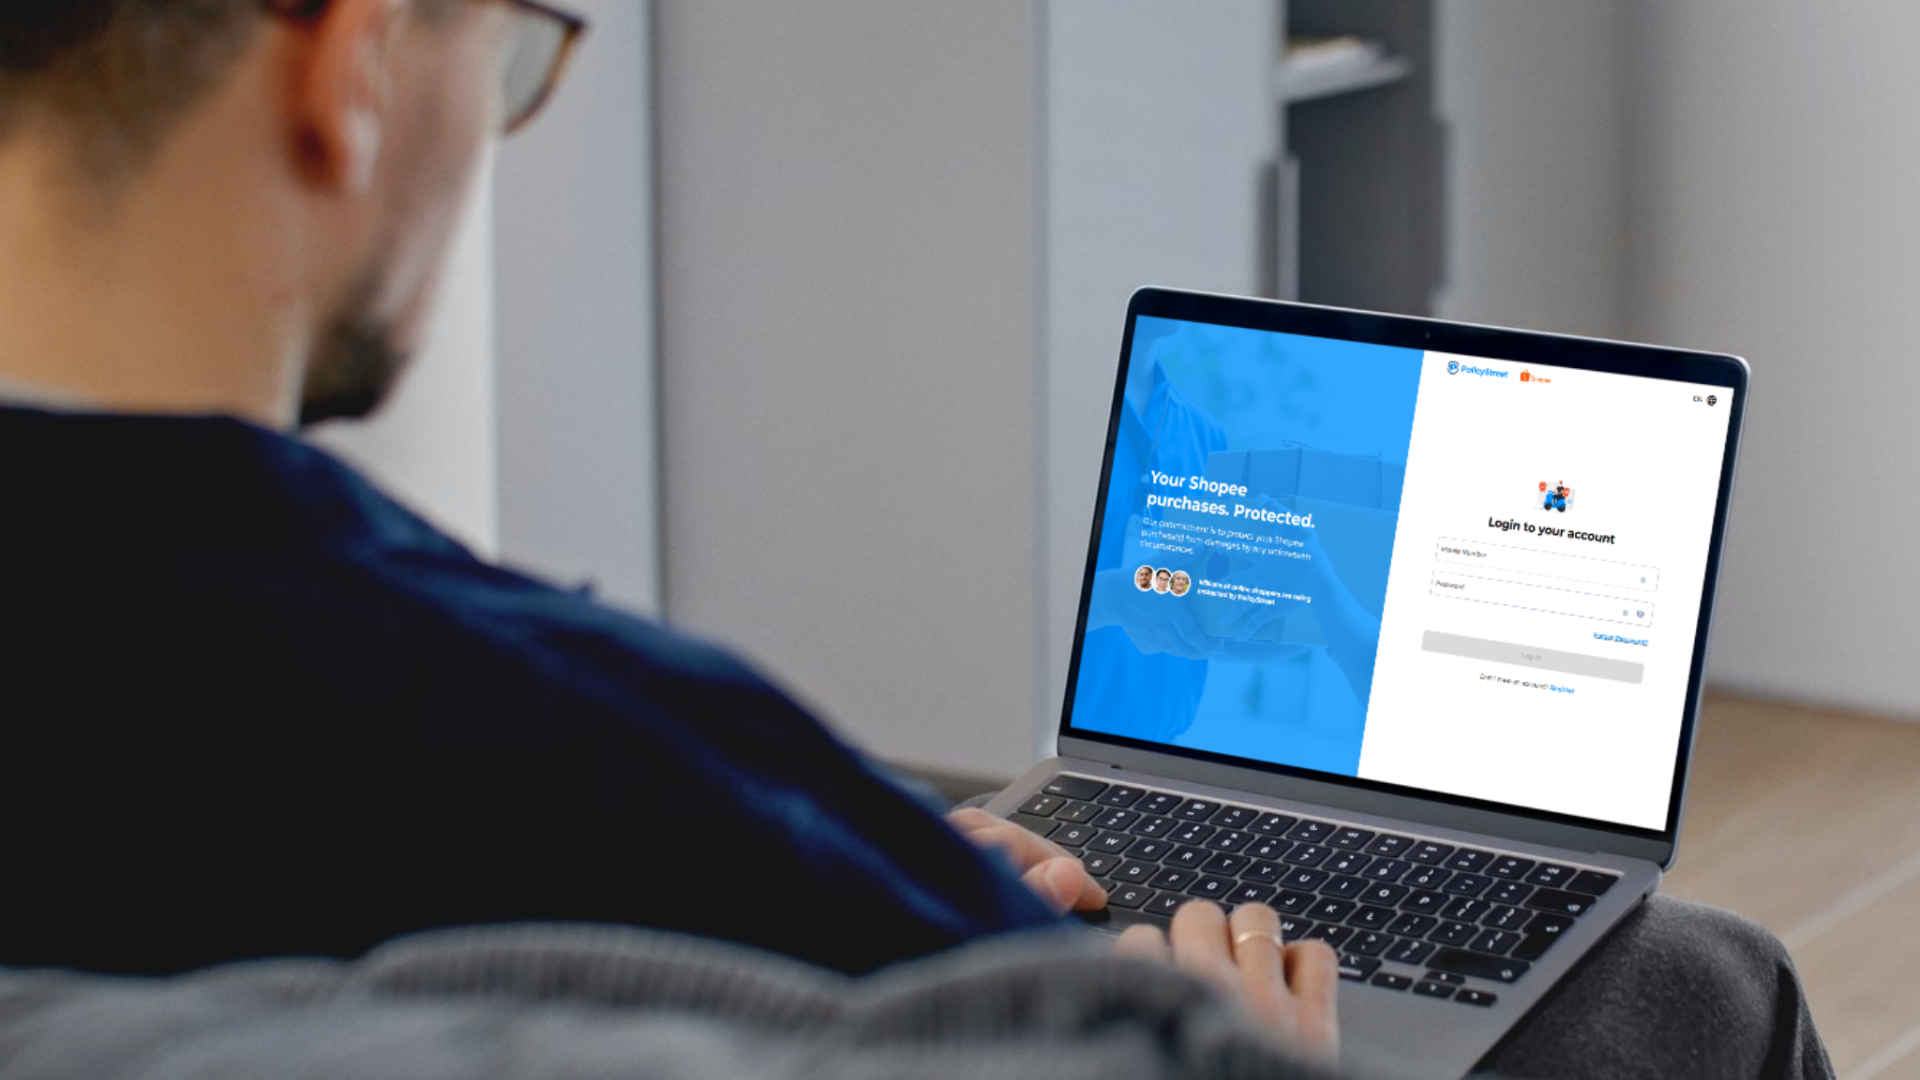 Your Shopee
purchases. Protected.
Our commitment is to protect your Shopee
purchase(s) from damages by any unforeseen
circumstances.
Millions of online shoppers are being
protected by PolicyStreet
PolicyStreet
Shopee
EN
Login to your account
Mobile Number
Password
Forgot Password?
Log in
Don't have an account? Register